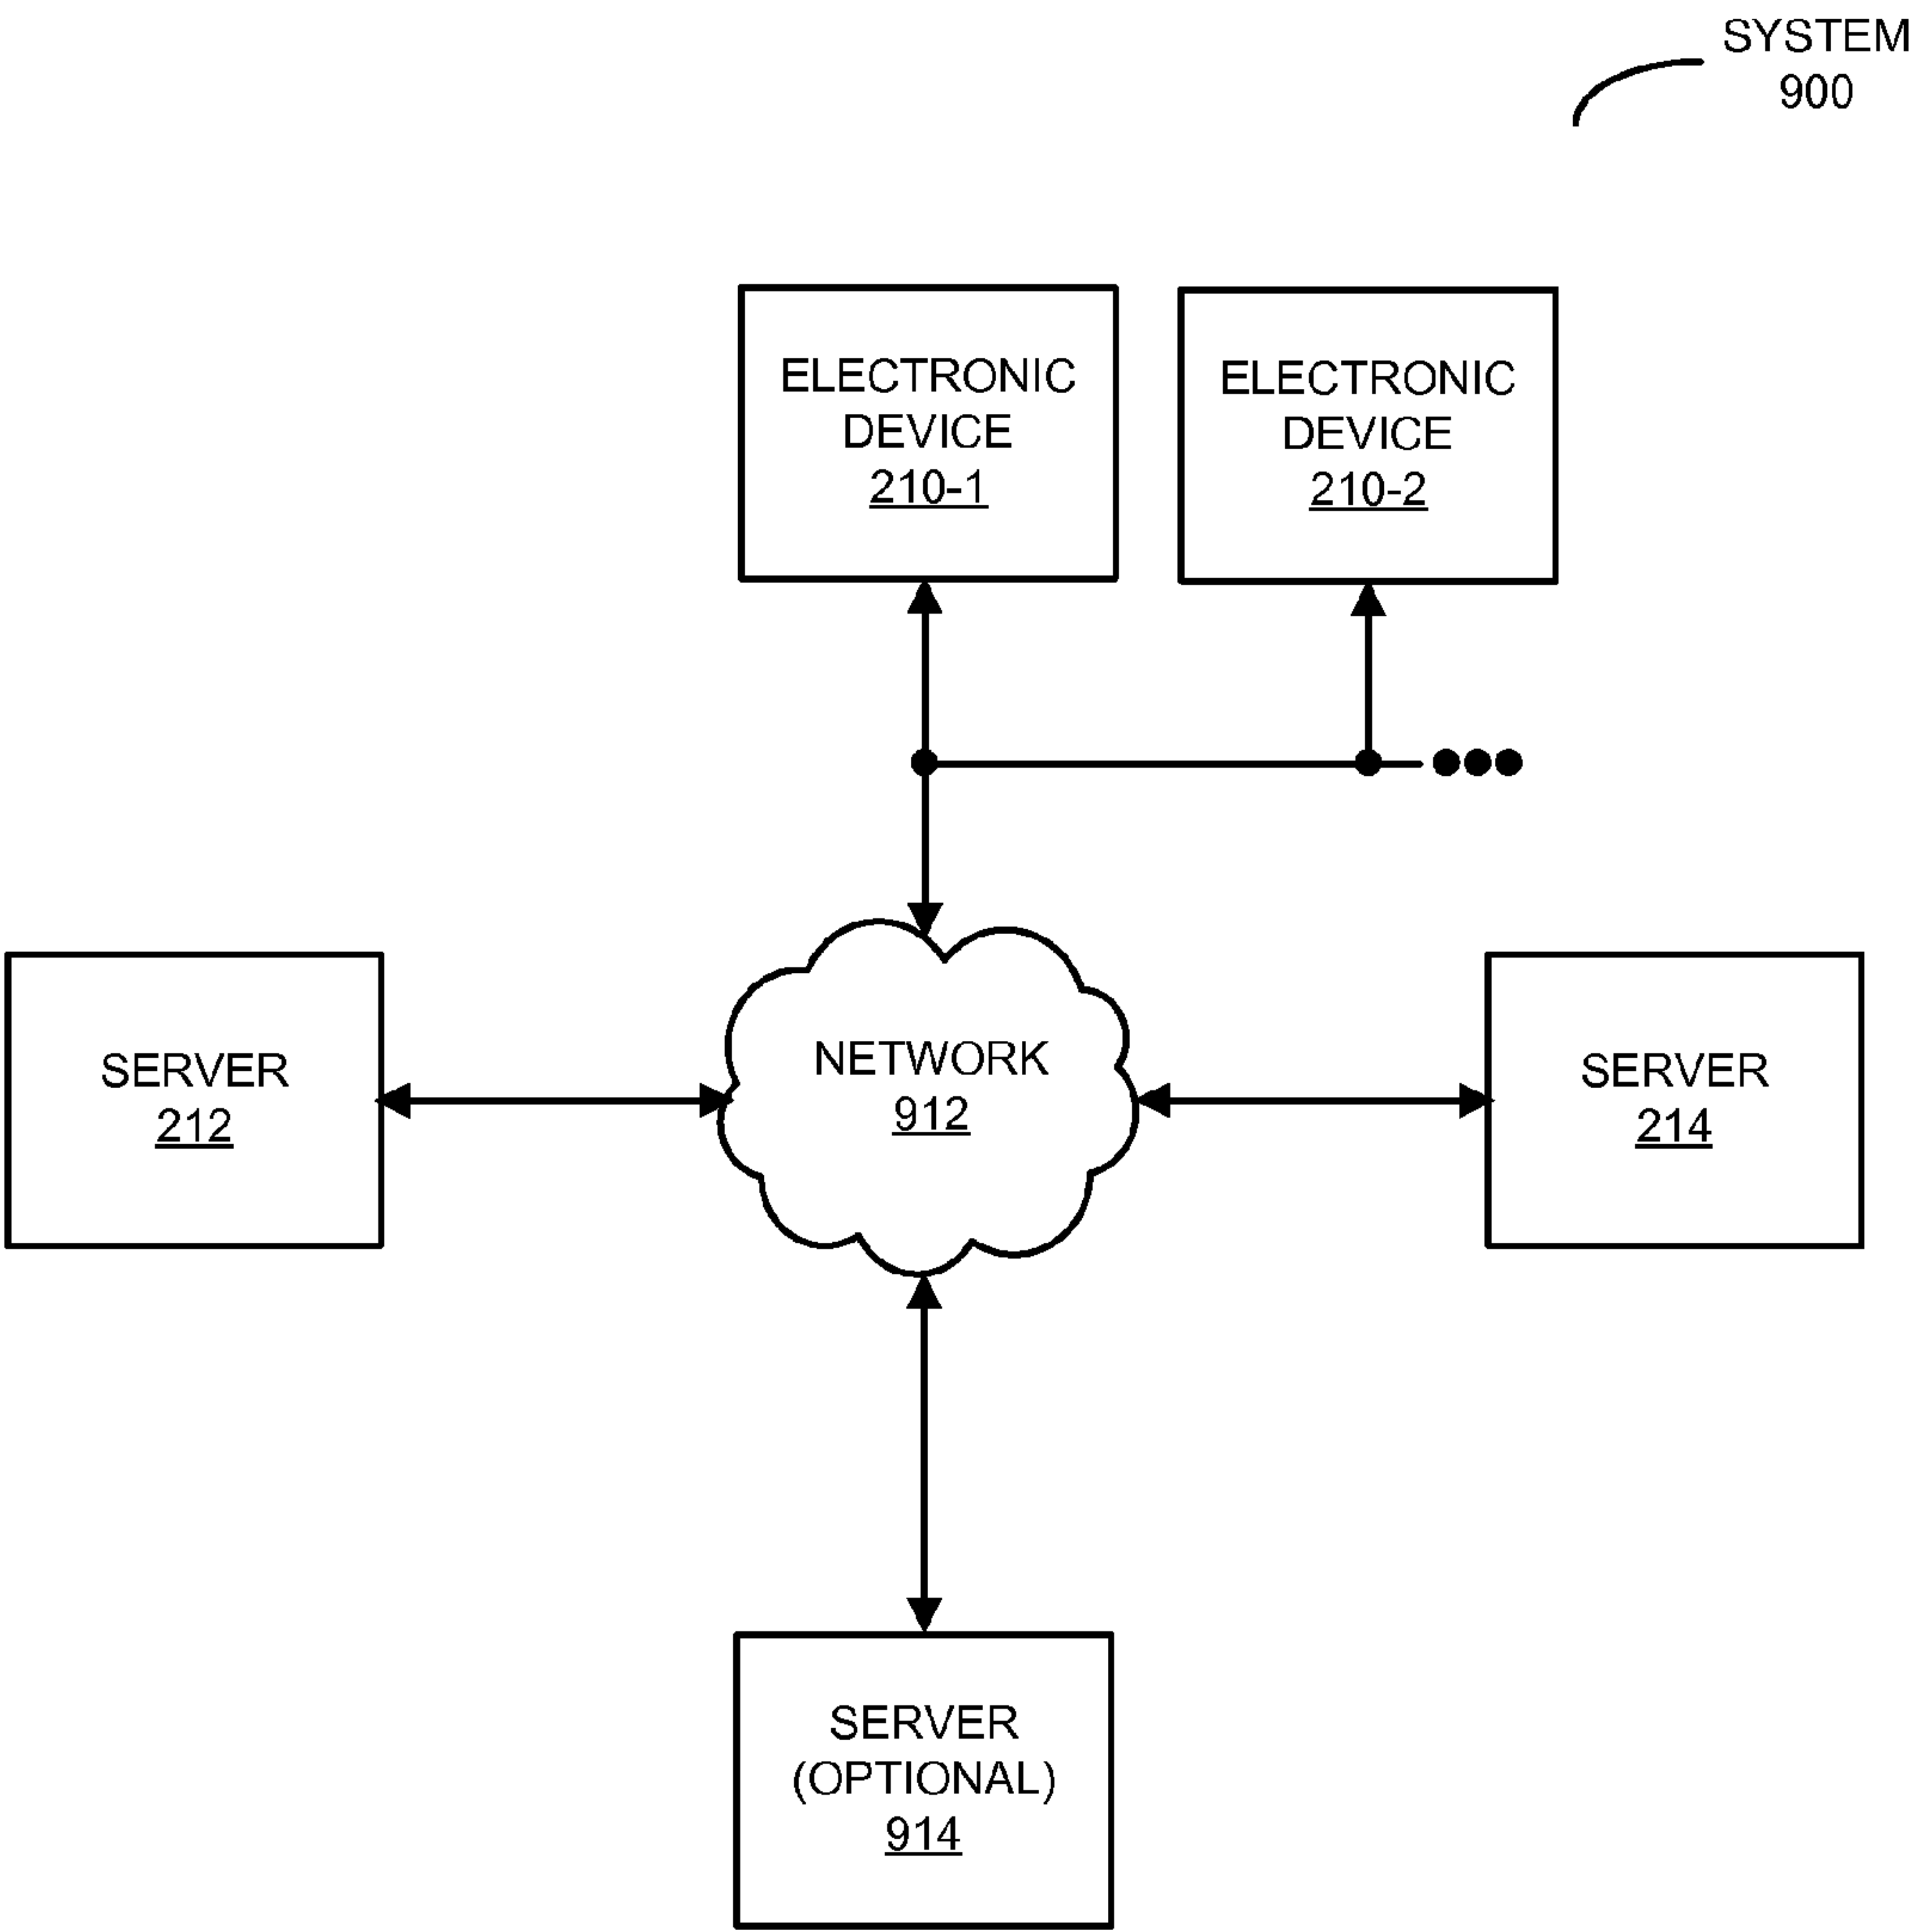 SYSTEM
900
ELECTRONIC
DEVICE
210-1
ELECTRONIC
DEVICE
210-2
SERVER
212
NETWORK
912
SERVER
214
SERVER
(OPTIONAL)
914